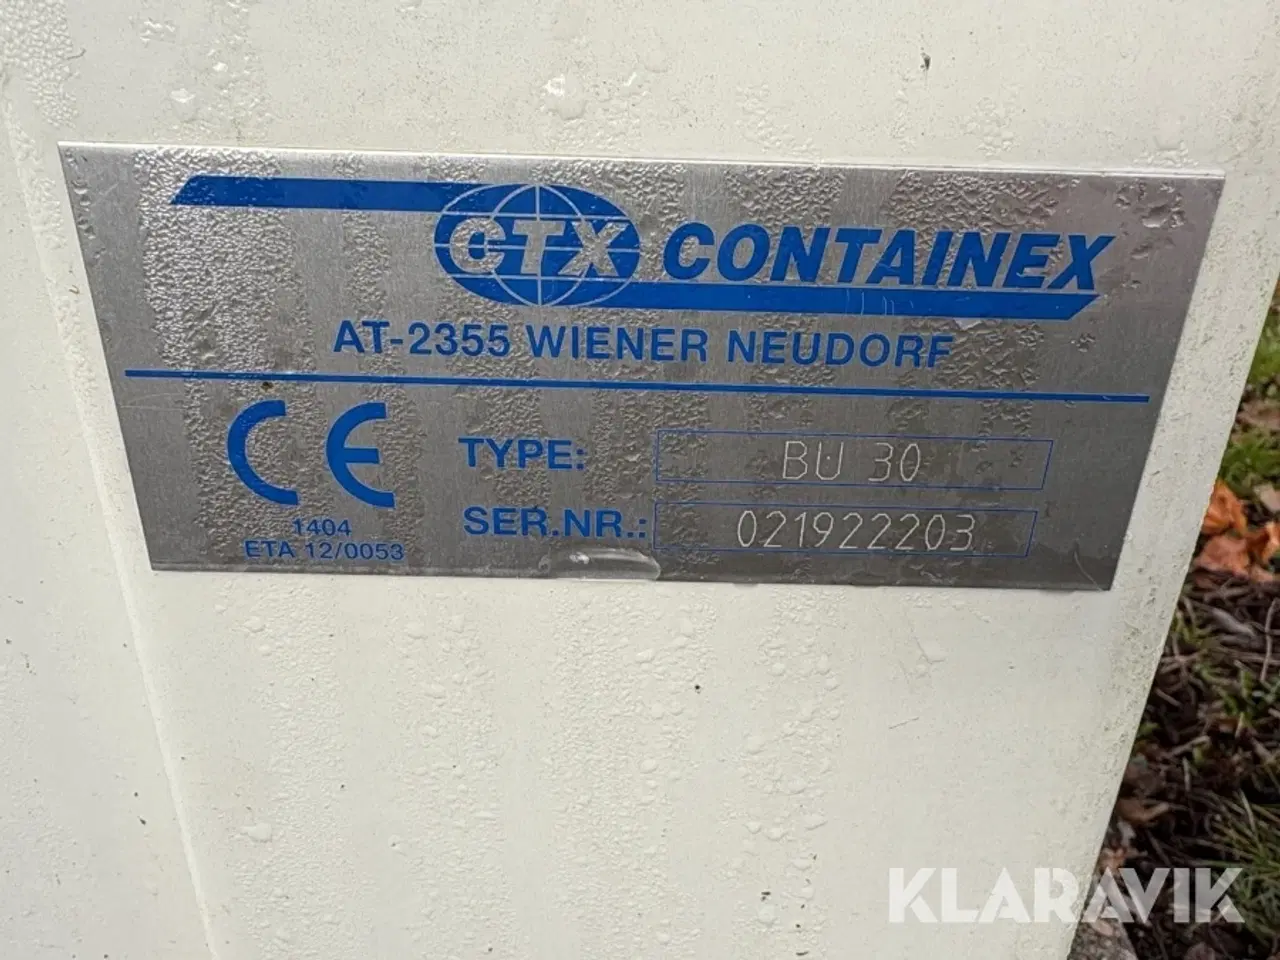 CTX CONTAINEX
AT-2355 WIENER NEUDORF
CE
1404
ETA 12/0053
TYPE: BU 30
SER.NR.: 021922203
KLARAVIK